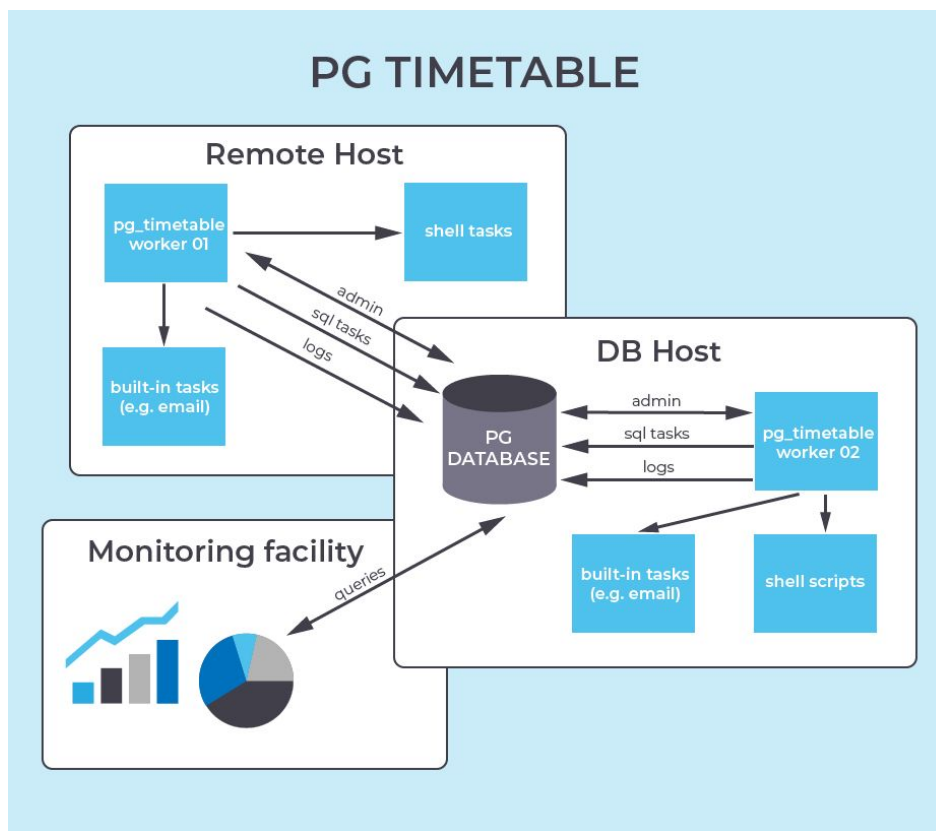 PG TIMETABLE
Remote Host
pg_timetable
worker 01
shell tasks
admin
sql tasks
logs
built-in tasks
(e.g. email)
DB Host
PG
DATABASE
admin
sql tasks
logs
pg_timetable
worker 02
built-in tasks
(e.g. email)
shell scripts
Monitoring facility
queries